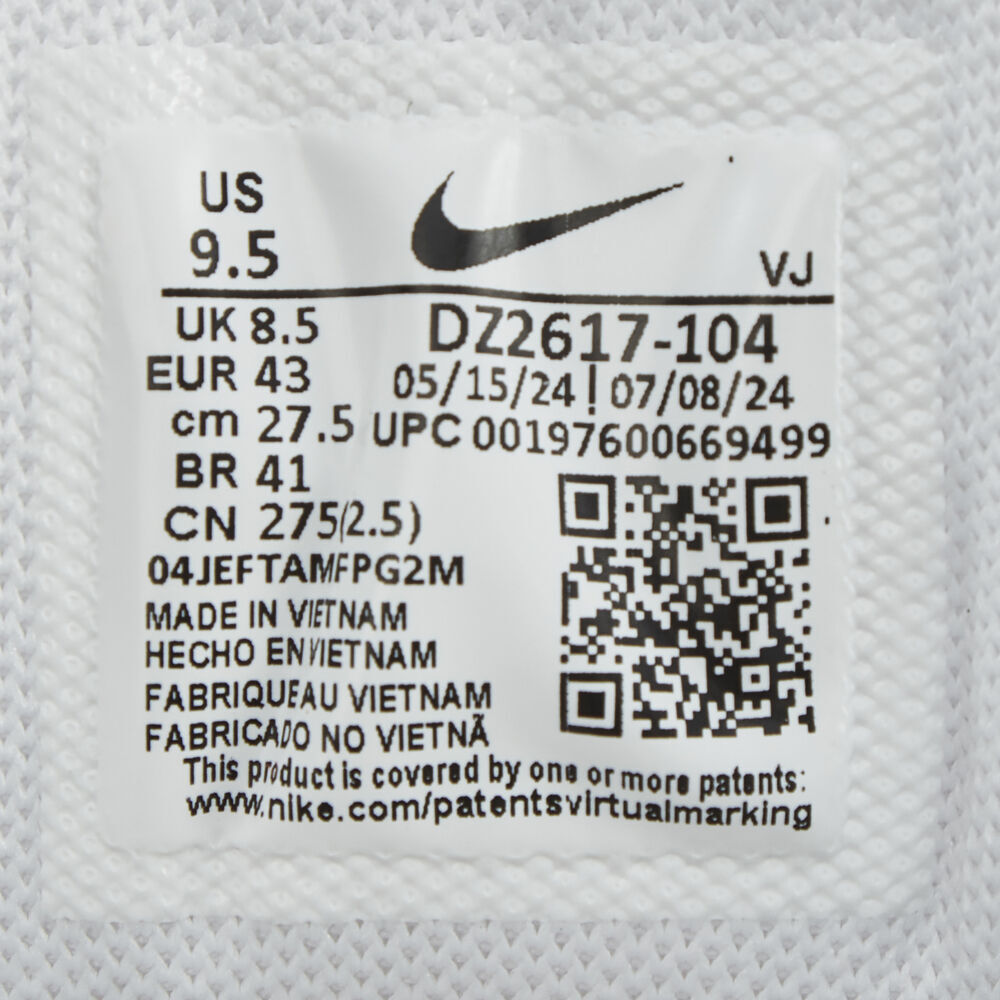 US
9.5
VJ
UK 8.5
DZ2617-104
EUR 43
05/15/24 | 07/08/24
cm 27.5
UPC 00197600669499
BR 41
CN 275(2.5)
04JEFTAMFPG2M
MADE IN VIETNAM
HECHO EN VIETNAM
FABRIQUE AU VIETNAM
FABRICADO NO VIETNÃ
This product is covered by one or more patents:
www.nike.com/patentsvirtualmarking